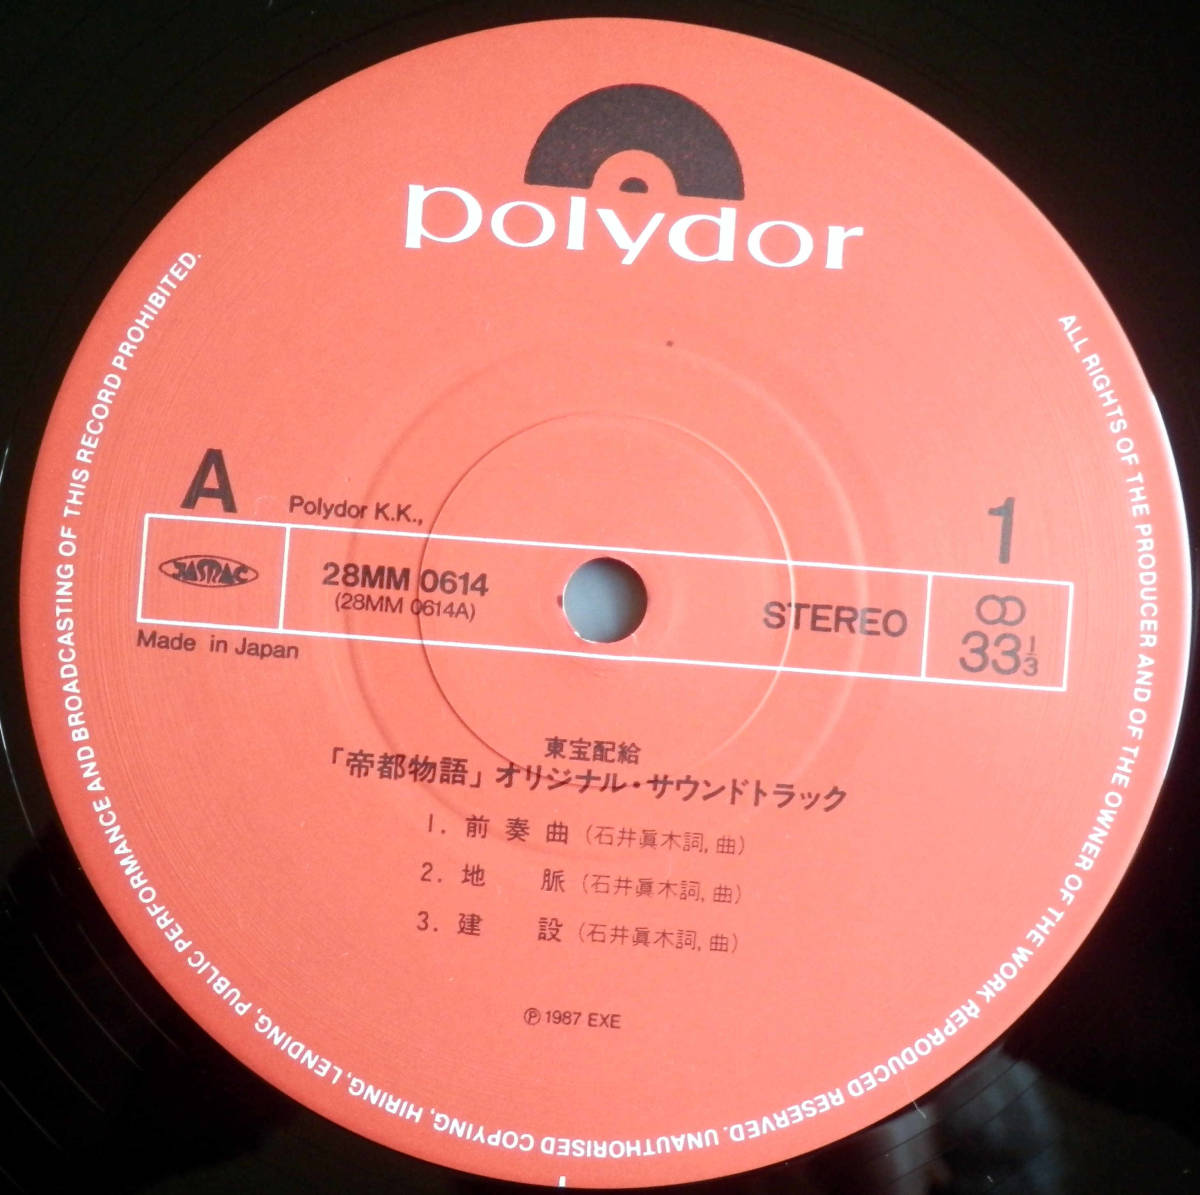 polydor
A
Polydor K.K.,
1
JASRAC
28MM 0614
(28MM 0614A)
STEREO
∞
33 1/3
Made in Japan
東宝配給
「帝都物語」オリジナル・サウンドトラック
1. 前奏曲 (石井眞木詞, 曲)
2. 地 脈 (石井眞木詞, 曲)
3. 建 設 (石井眞木詞, 曲)
Ⓟ 1987 EXE
ALL RIGHTS OF THE PRODUCER AND OF THE OWNER OF THE WORK REPRODUCED RESERVED. UNAUTHORISED COPYING, HIRING, LENDING, PUBLIC PERFORMANCE AND BROADCASTING OF THIS RECORD PROHIBITED.